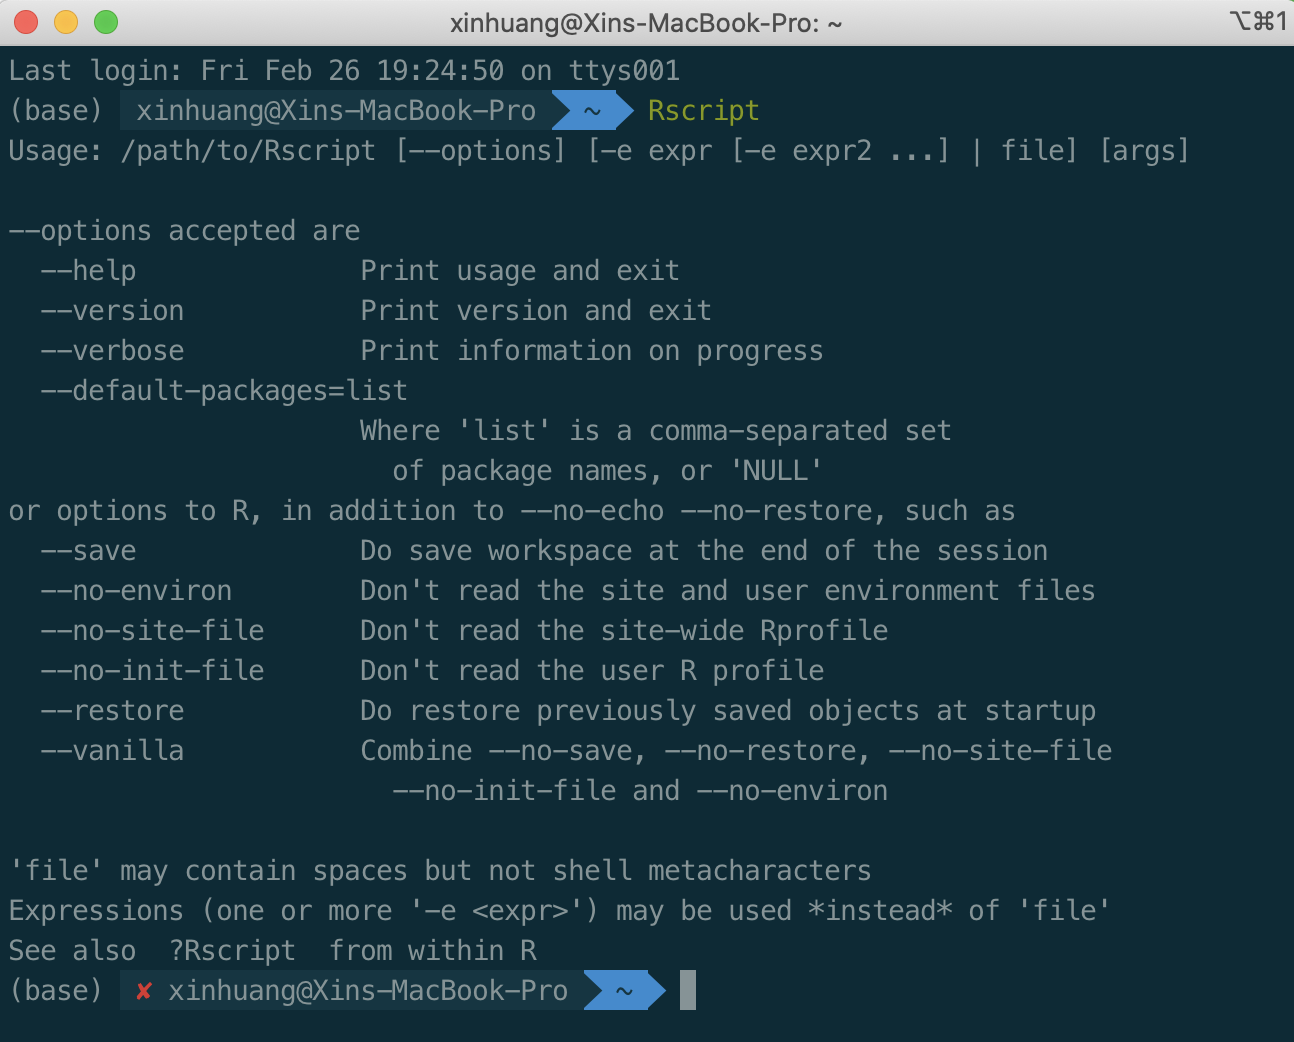 xinhuang@Xins-MacBook-Pro: ~ ⌥⌘1
Last login: Fri Feb 26 19:24:50 on ttys001
(base) xinhuang@Xins-MacBook-Pro ~ Rscript
Usage: /path/to/Rscript [--options] [-e expr [-e expr2 ...] | file] [args]

--options accepted are
  --help              Print usage and exit
  --version           Print version and exit
  --verbose           Print information on progress
  --default-packages=list
                      Where 'list' is a comma-separated set
                        of package names, or 'NULL'
or options to R, in addition to --no-echo --no-restore, such as
  --save              Do save workspace at the end of the session
  --no-environ        Don't read the site and user environment files
  --no-site-file      Don't read the site-wide Rprofile
  --no-init-file      Don't read the user R profile
  --restore           Do restore previously saved objects at startup
  --vanilla           Combine --no-save, --no-restore, --no-site-file
                        --no-init-file and --no-environ

'file' may contain spaces but not shell metacharacters
Expressions (one or more '-e <expr>') may be used *instead* of 'file'
See also  ?Rscript  from within R
(base) ✘ xinhuang@Xins-MacBook-Pro ~